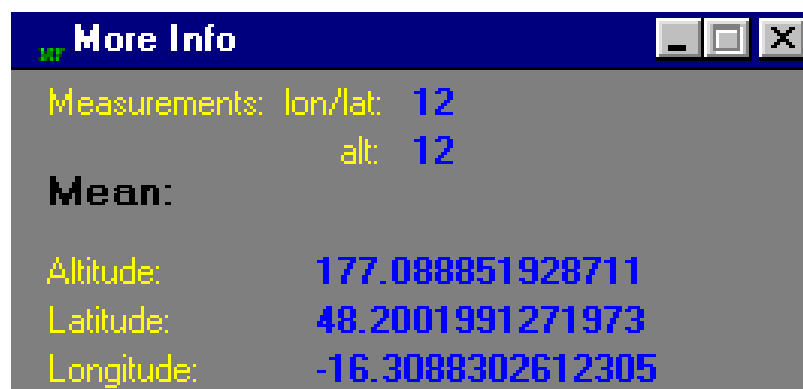 More Info
Measurements: lon/lat: 12
alt: 12
Mean:
Altitude: 177.088851928711
Latitude: 48.2001991271973
Longitude: -16.3088302612305